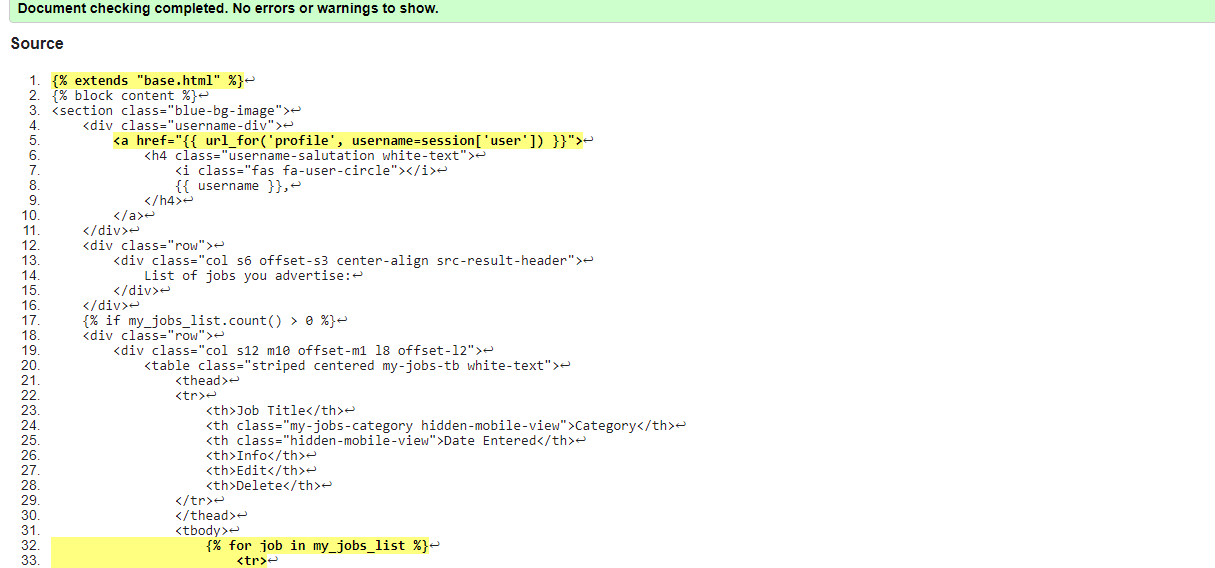 Document checking completed. No errors or warnings to show.
Source
1. {% extends "base.html" %}↩
2. {% block content %}↩
3. <section class="blue-bg-image">↩
4.     <div class="username-div">↩
5.         <a href="{{ url_for('profile', username=session['user']) }}">↩
6.             <h4 class="username-salutation white-text">↩
7.                 <i class="fas fa-user-circle"></i>↩
8.                 {{ username }},↩
9.             </h4>↩
10.         </a>↩
11.     </div>↩
12.     <div class="row">↩
13.         <div class="col s6 offset-s3 center-align src-result-header">↩
14.             List of jobs you advertise:↩
15.         </div>↩
16.     </div>↩
17.     {% if my_jobs_list.count() > 0 %}↩
18.     <div class="row">↩
19.         <div class="col s12 m10 offset-m1 l8 offset-l2">↩
20.             <table class="striped centered my-jobs-tb white-text">↩
21.                 <thead>↩
22.                 <tr>↩
23.                     <th>Job Title</th>↩
24.                     <th class="my-jobs-category hidden-mobile-view">Category</th>↩
25.                     <th class="hidden-mobile-view">Date Entered</th>↩
26.                     <th>Info</th>↩
27.                     <th>Edit</th>↩
28.                     <th>Delete</th>↩
29.                 </tr>↩
30.                 </thead>↩
31.                 <tbody>↩
32.                     {% for job in my_jobs_list %}↩
33.                         <tr>↩